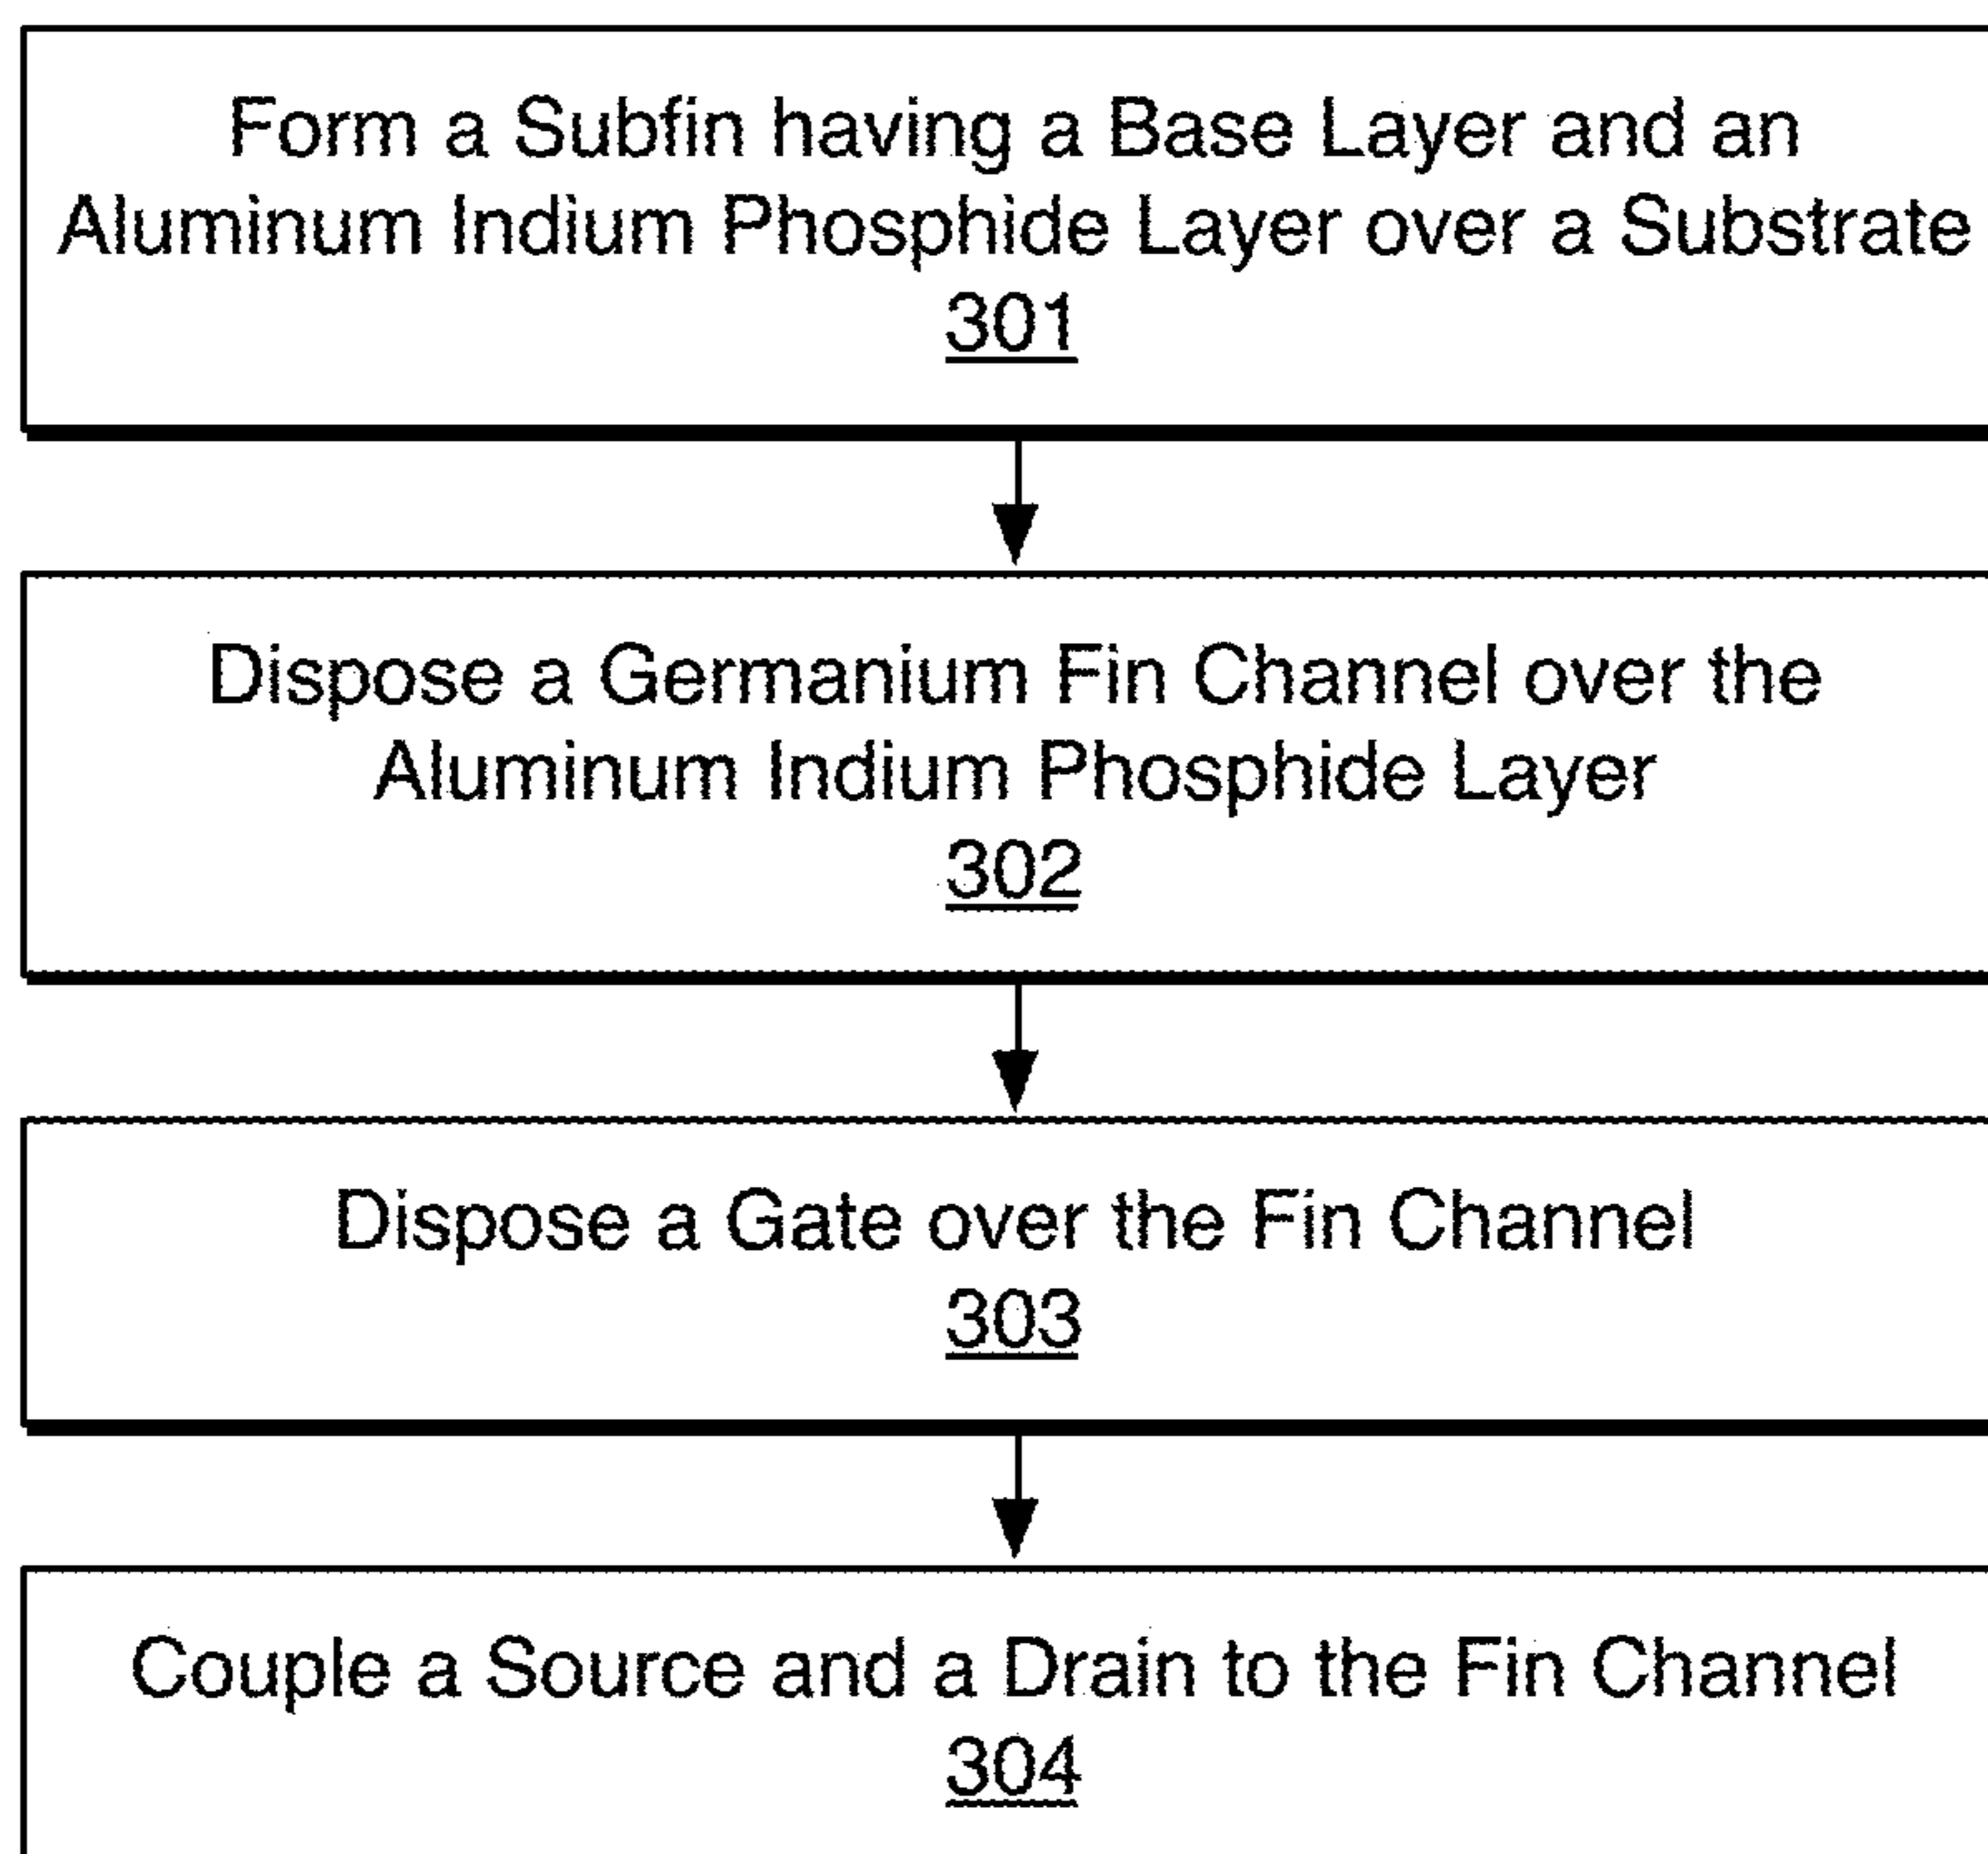 Form a Subfin having a Base Layer and an
Aluminum Indium Phosphide Layer over a Substrate
301
Dispose a Germanium Fin Channel over the
Aluminum Indium Phosphide Layer
302
Dispose a Gate over the Fin Channel
303
Couple a Source and a Drain to the Fin Channel
304